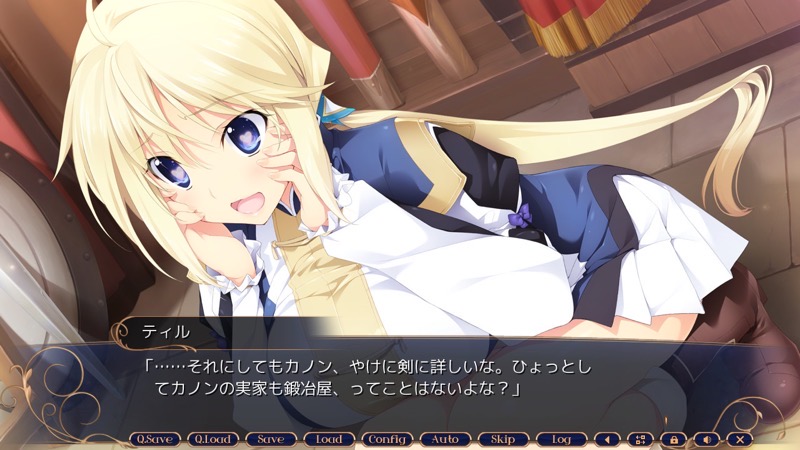 ティル
「……それにしてもカノン、やけに剣に詳しいな。ひょっとし
てカノンの実家も鍛冶屋、ってことはないよな？」
Q.Save Q.Load Save Load Config Auto Skip Log